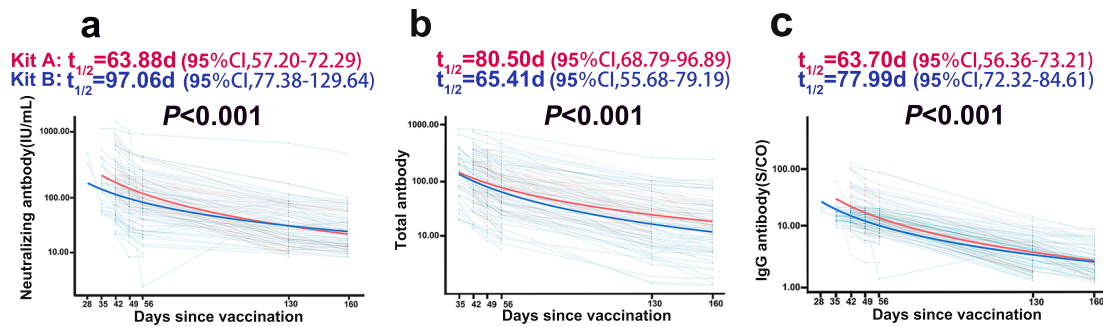 a
Kit A: t1/2=63.88d (95%CI,57.20-72.29)
Kit B: t1/2=97.06d (95%CI,77.38-129.64)
P<0.001
Neutralizing antibody(IU/mL)
1000.00
100.00
10.00
28 35 42 49 56 130 160
Days since vaccination
b
t1/2=80.50d (95%CI,68.79-96.89)
t1/2=65.41d (95%CI,55.68-79.19)
P<0.001
Total antibody
1000.00
100.00
10.00
35 42 49 56 130 160
Days since vaccination
c
t1/2=63.70d (95%CI,56.36-73.21)
t1/2=77.99d (95%CI,72.32-84.61)
P<0.001
IgG antibody(S/CO)
100.00
10.00
1.00
28 35 42 49 56 130 160
Days since vaccination